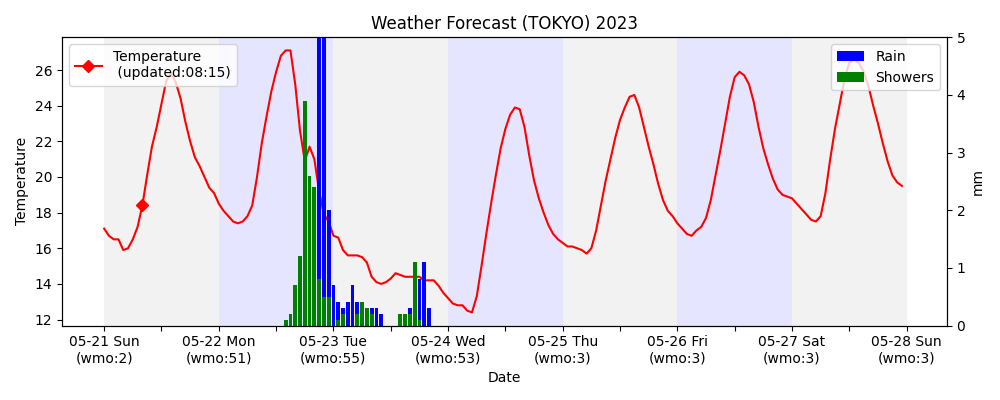 Weather Forecast (TOKYO) 2023
Temperature
(updated:08:15)
Rain
Showers
Temperature
26
24
22
20
18
16
14
12
5
4
3
2
1
0
mm
05-21 Sun
(wmo:2)
05-22 Mon
(wmo:51)
05-23 Tue
(wmo:55)
05-24 Wed
(wmo:53)
05-25 Thu
(wmo:3)
05-26 Fri
(wmo:3)
05-27 Sat
(wmo:3)
05-28 Sun
(wmo:3)
Date